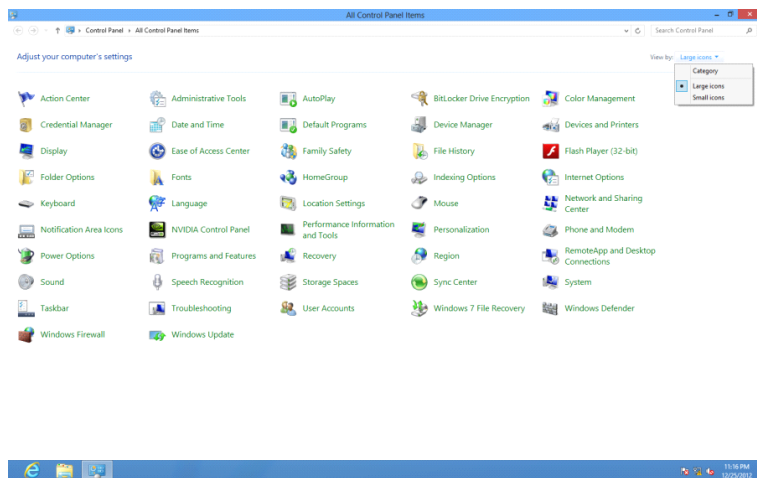 All Control Panel Items
Control Panel All Control Panel Items Search Control Panel
Adjust your computer's settings View by: Large icons
Category
Large icons
Small icons
Action Center Administrative Tools AutoPlay BitLocker Drive Encryption Color Management
Credential Manager Date and Time Default Programs Device Manager Devices and Printers
Display Ease of Access Center Family Safety File History Flash Player (32-bit)
Folder Options Fonts HomeGroup Indexing Options Internet Options
Keyboard Language Location Settings Mouse Network and Sharing
Center
Notification Area Icons NVIDIA Control Panel Performance Information
and Tools Personalization Phone and Modem
Power Options Programs and Features Recovery Region RemoteApp and Desktop
Connections
Sound Speech Recognition Storage Spaces Sync Center System
Taskbar Troubleshooting User Accounts Windows 7 File Recovery Windows Defender
Windows Firewall Windows Update
11:16 PM
12/25/2012